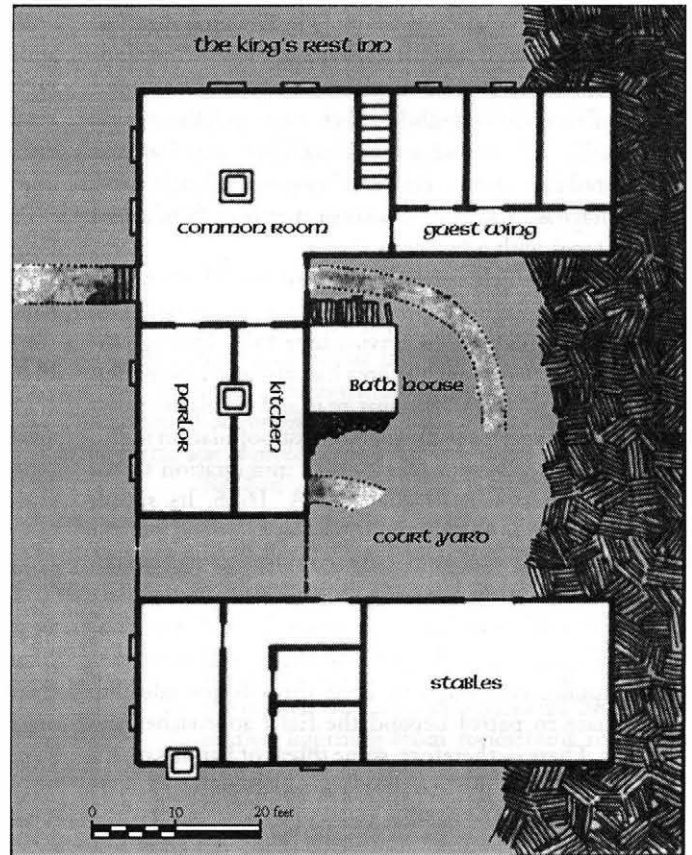 the king's rest inn
common room
guest wing
Bath house
parlor
kitchen
court yard
stables
0 10 20 feet